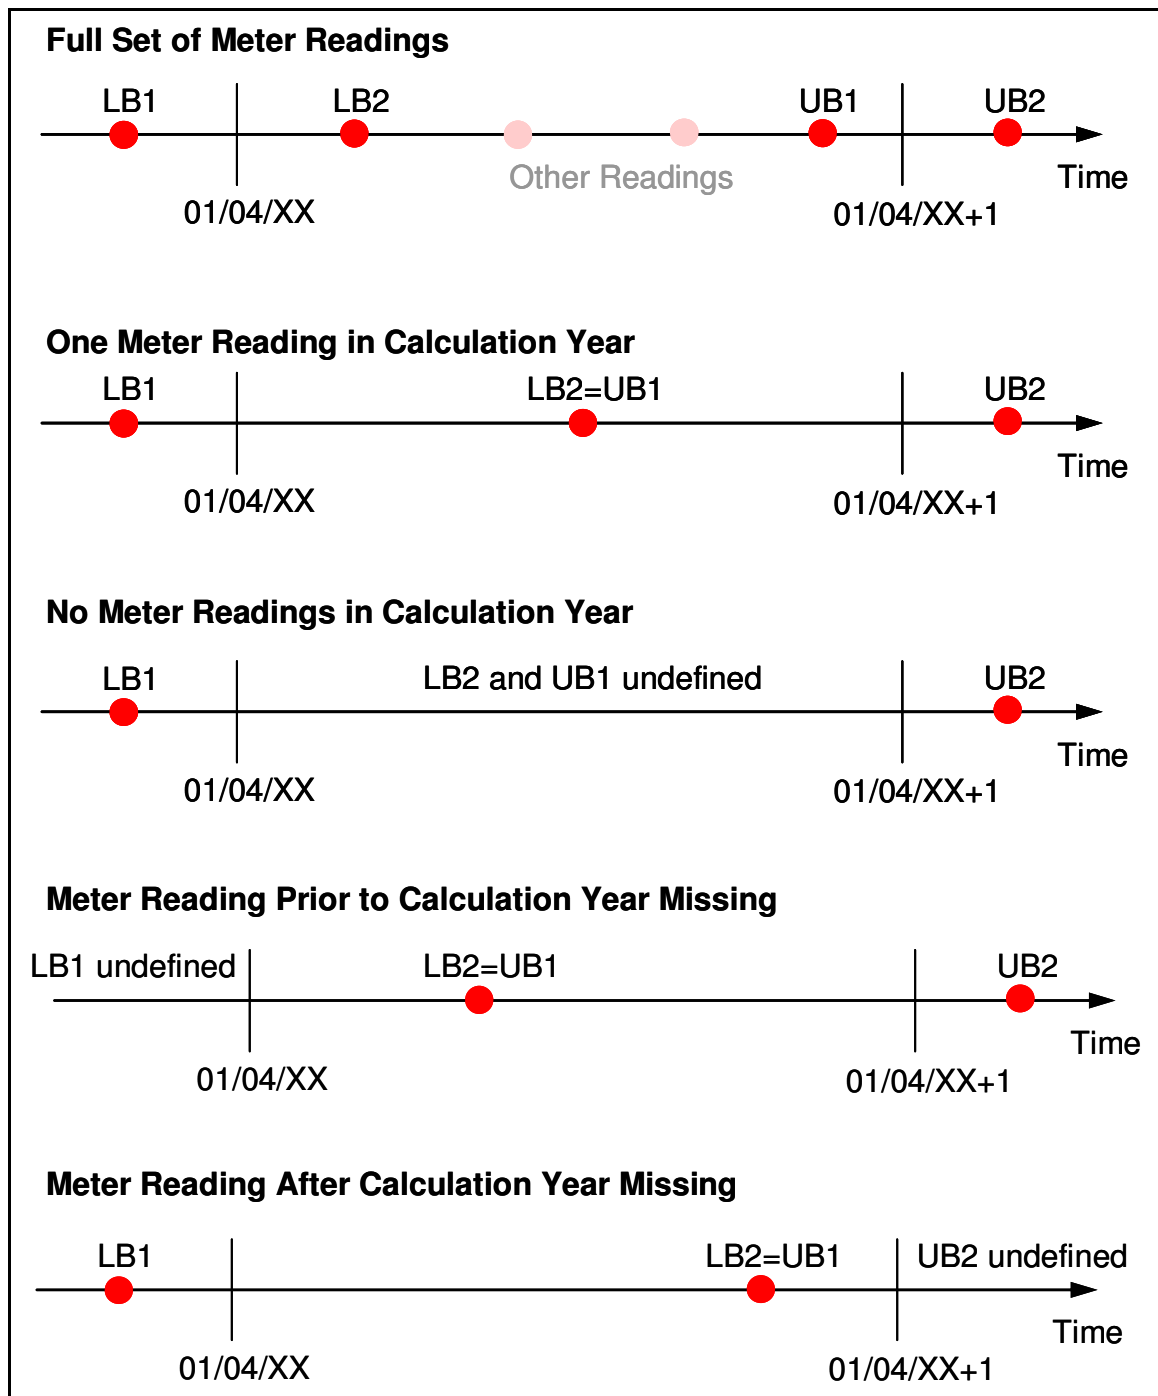 Full Set of Meter Readings
LB1 LB2 UB1 UB2
Other Readings Time
01/04/XX 01/04/XX+1
One Meter Reading in Calculation Year
LB1 LB2=UB1 UB2
Time
01/04/XX 01/04/XX+1
No Meter Readings in Calculation Year
LB1 LB2 and UB1 undefined UB2
Time
01/04/XX 01/04/XX+1
Meter Reading Prior to Calculation Year Missing
LB1 undefined LB2=UB1 UB2
Time
01/04/XX 01/04/XX+1
Meter Reading After Calculation Year Missing
LB1 LB2=UB1 UB2 undefined
Time
01/04/XX 01/04/XX+1